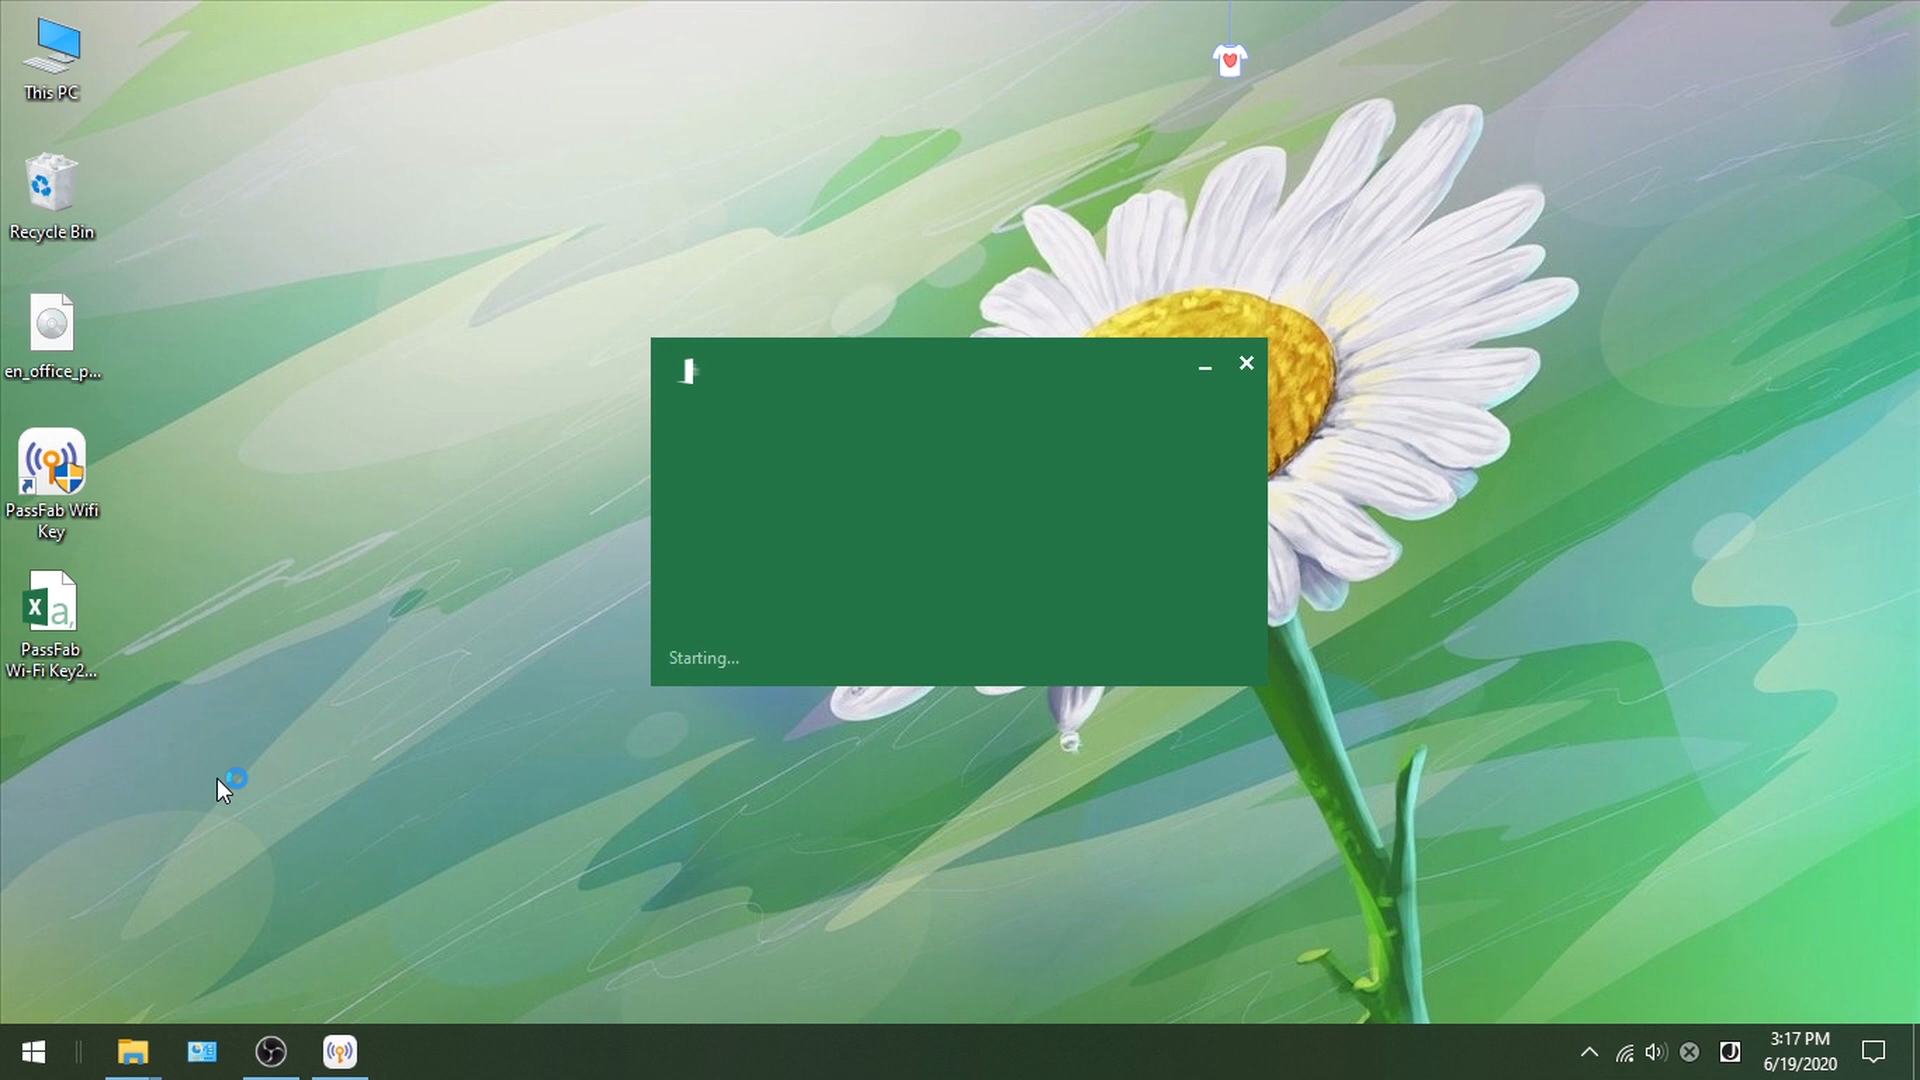 This PC
Recycle Bin
en_office_p...
PassFab Wifi
Key
X a,
PassFab
Wi-Fi Key2...
Starting...
3:17 PM
6/19/2020